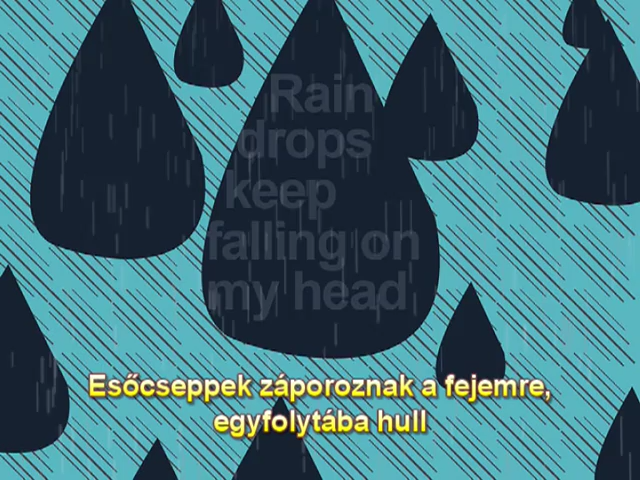 Rain
drops
keep
falling on
my head
Esőcseppek záporoznak a fejemre,
egyfolytába hull